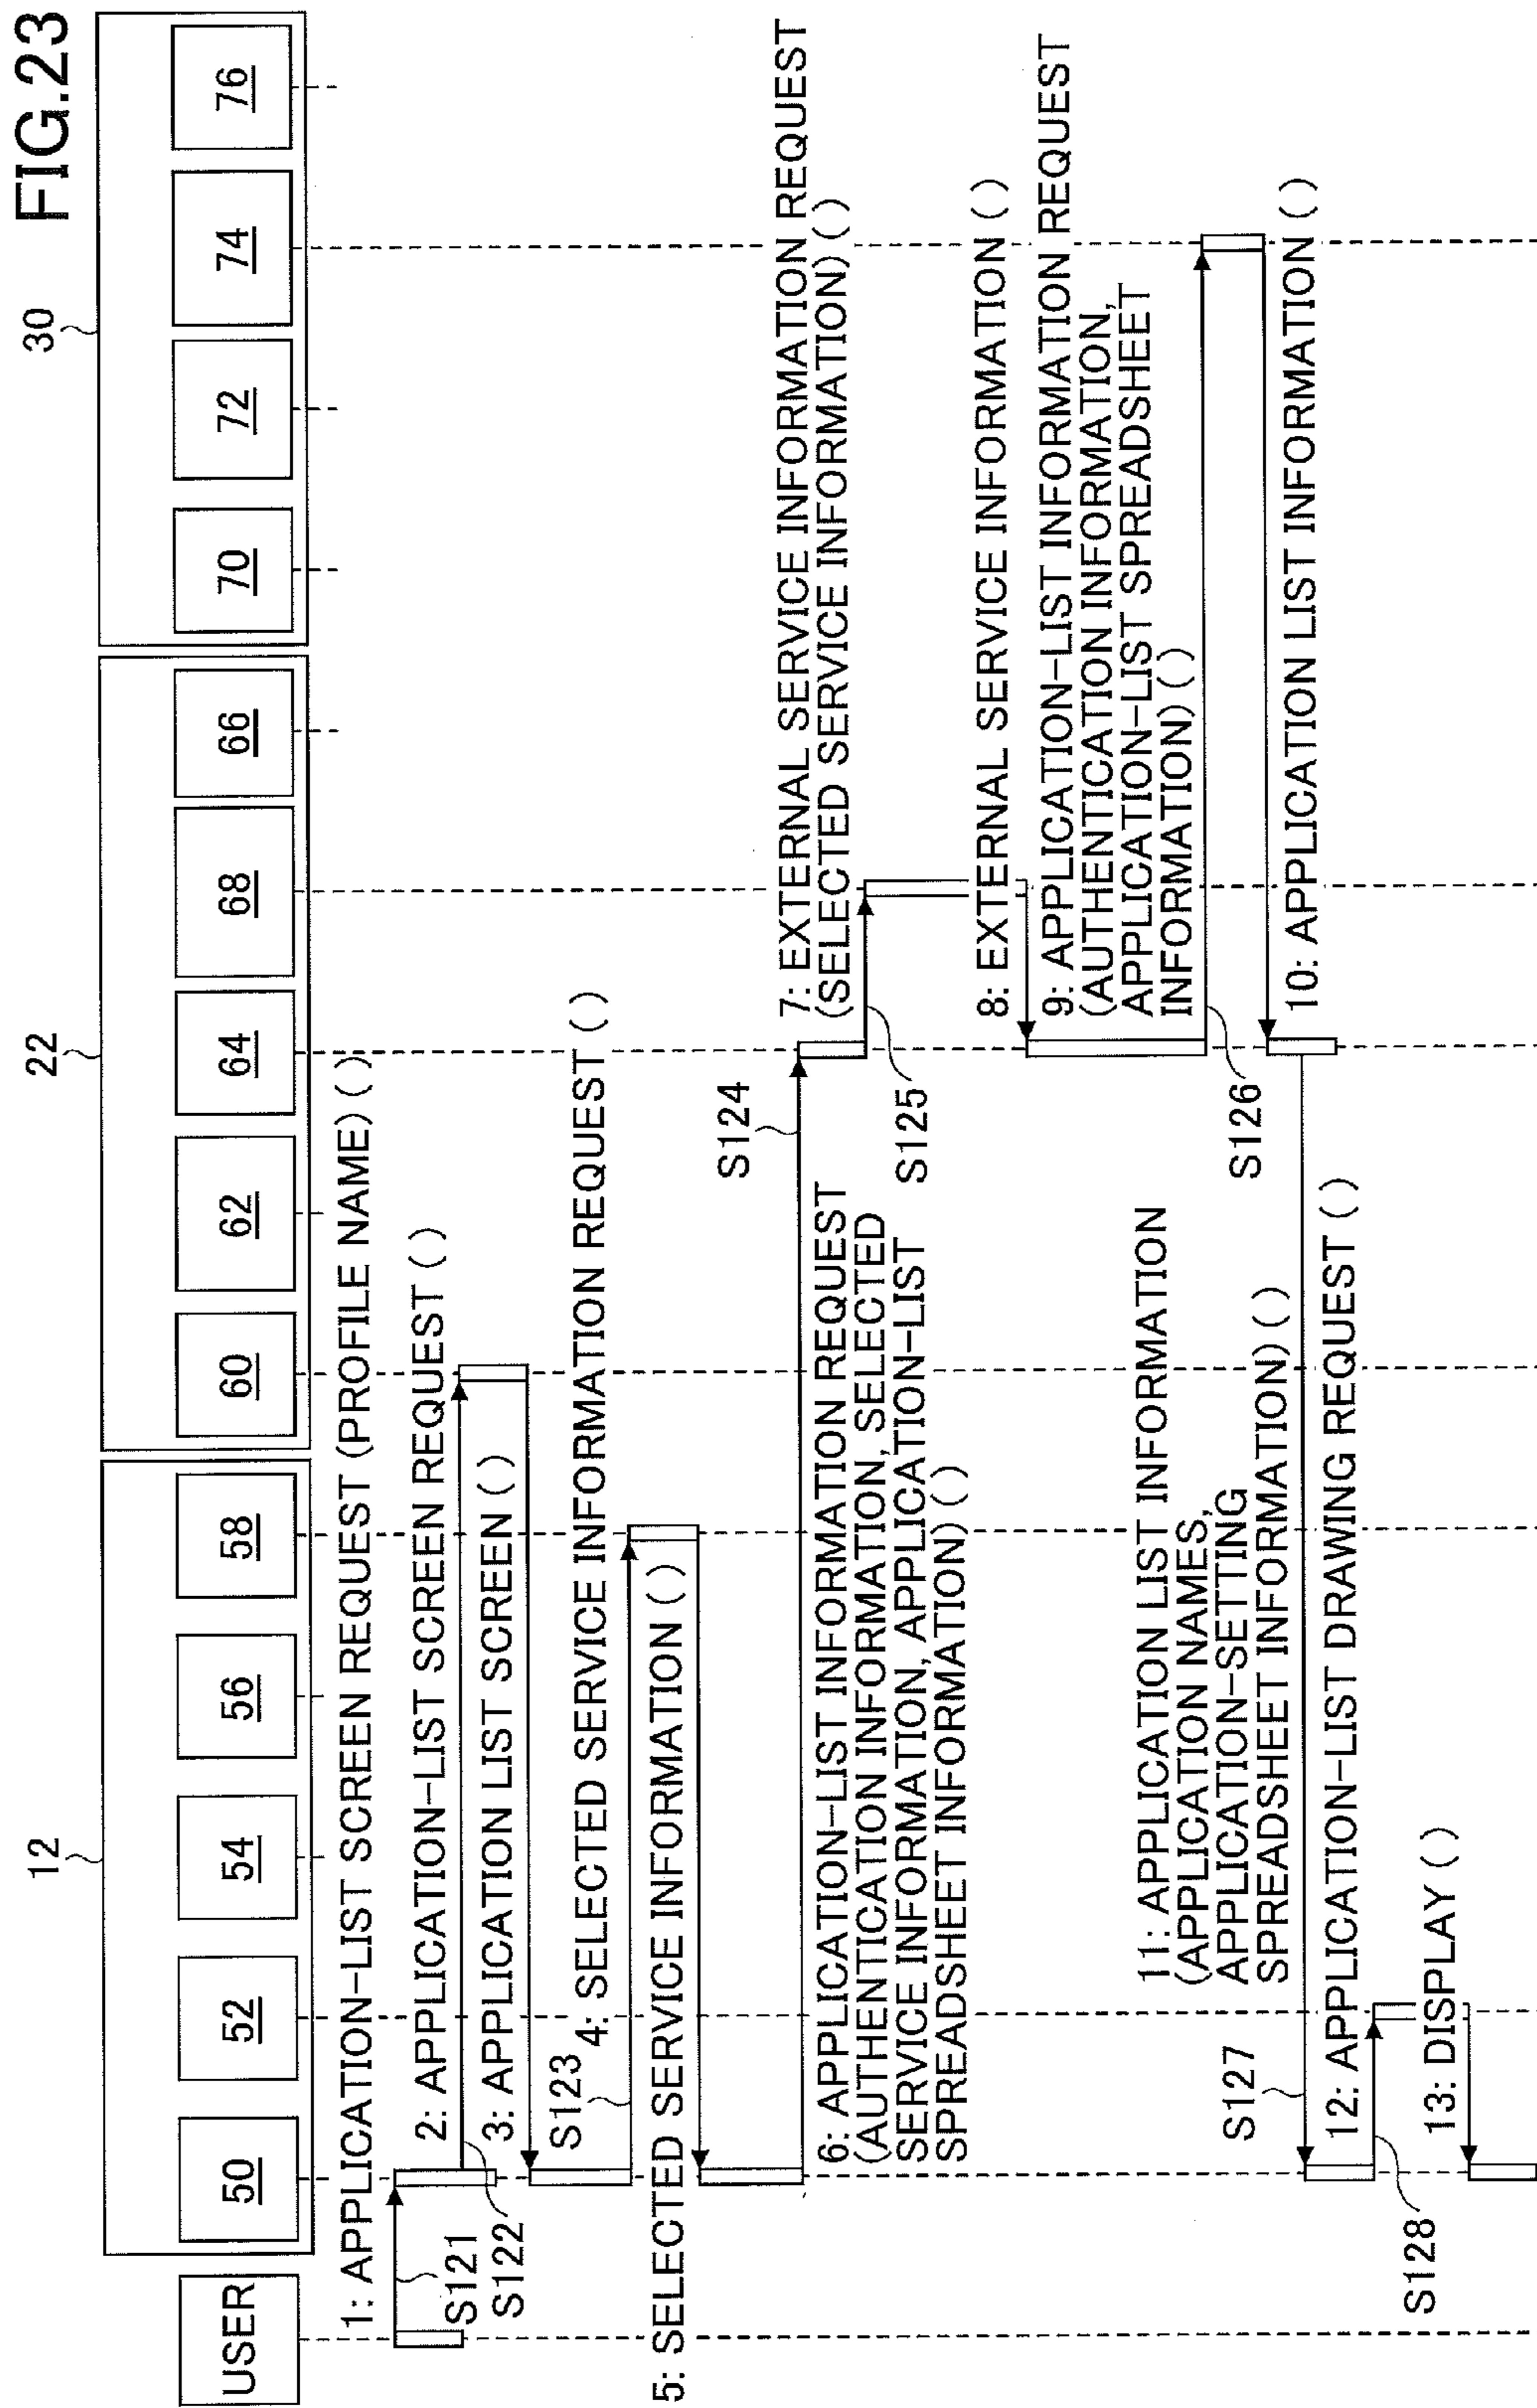 FIG.23
12
22
30
USER
50
52
54
56
58
60
62
64
68
66
70
72
74
76
1: APPLICATION-LIST SCREEN REQUEST (PROFILE NAME) ( )
S121
2: APPLICATION-LIST SCREEN REQUEST ( )
S122
3: APPLICATION LIST SCREEN ( )
S123
4: SELECTED SERVICE INFORMATION REQUEST ( )
5: SELECTED SERVICE INFORMATION ( )
S124
6: APPLICATION-LIST INFORMATION REQUEST
(AUTHENTICATION INFORMATION, SELECTED
SERVICE INFORMATION, APPLICATION-LIST
SPREADSHEET INFORMATION) ( )
7: EXTERNAL SERVICE INFORMATION REQUEST
(SELECTED SERVICE INFORMATION) ( )
S125
8: EXTERNAL SERVICE INFORMATION ( )
9: APPLICATION-LIST INFORMATION REQUEST
(AUTHENTICATION INFORMATION,
APPLICATION-LIST SPREADSHEET
INFORMATION) ( )
S126
10: APPLICATION LIST INFORMATION ( )
11: APPLICATION LIST INFORMATION
(APPLICATION NAMES,
APPLICATION-SETTING
SPREADSHEET INFORMATION) ( )
S127
12: APPLICATION-LIST DRAWING REQUEST ( )
S128
13: DISPLAY ( )